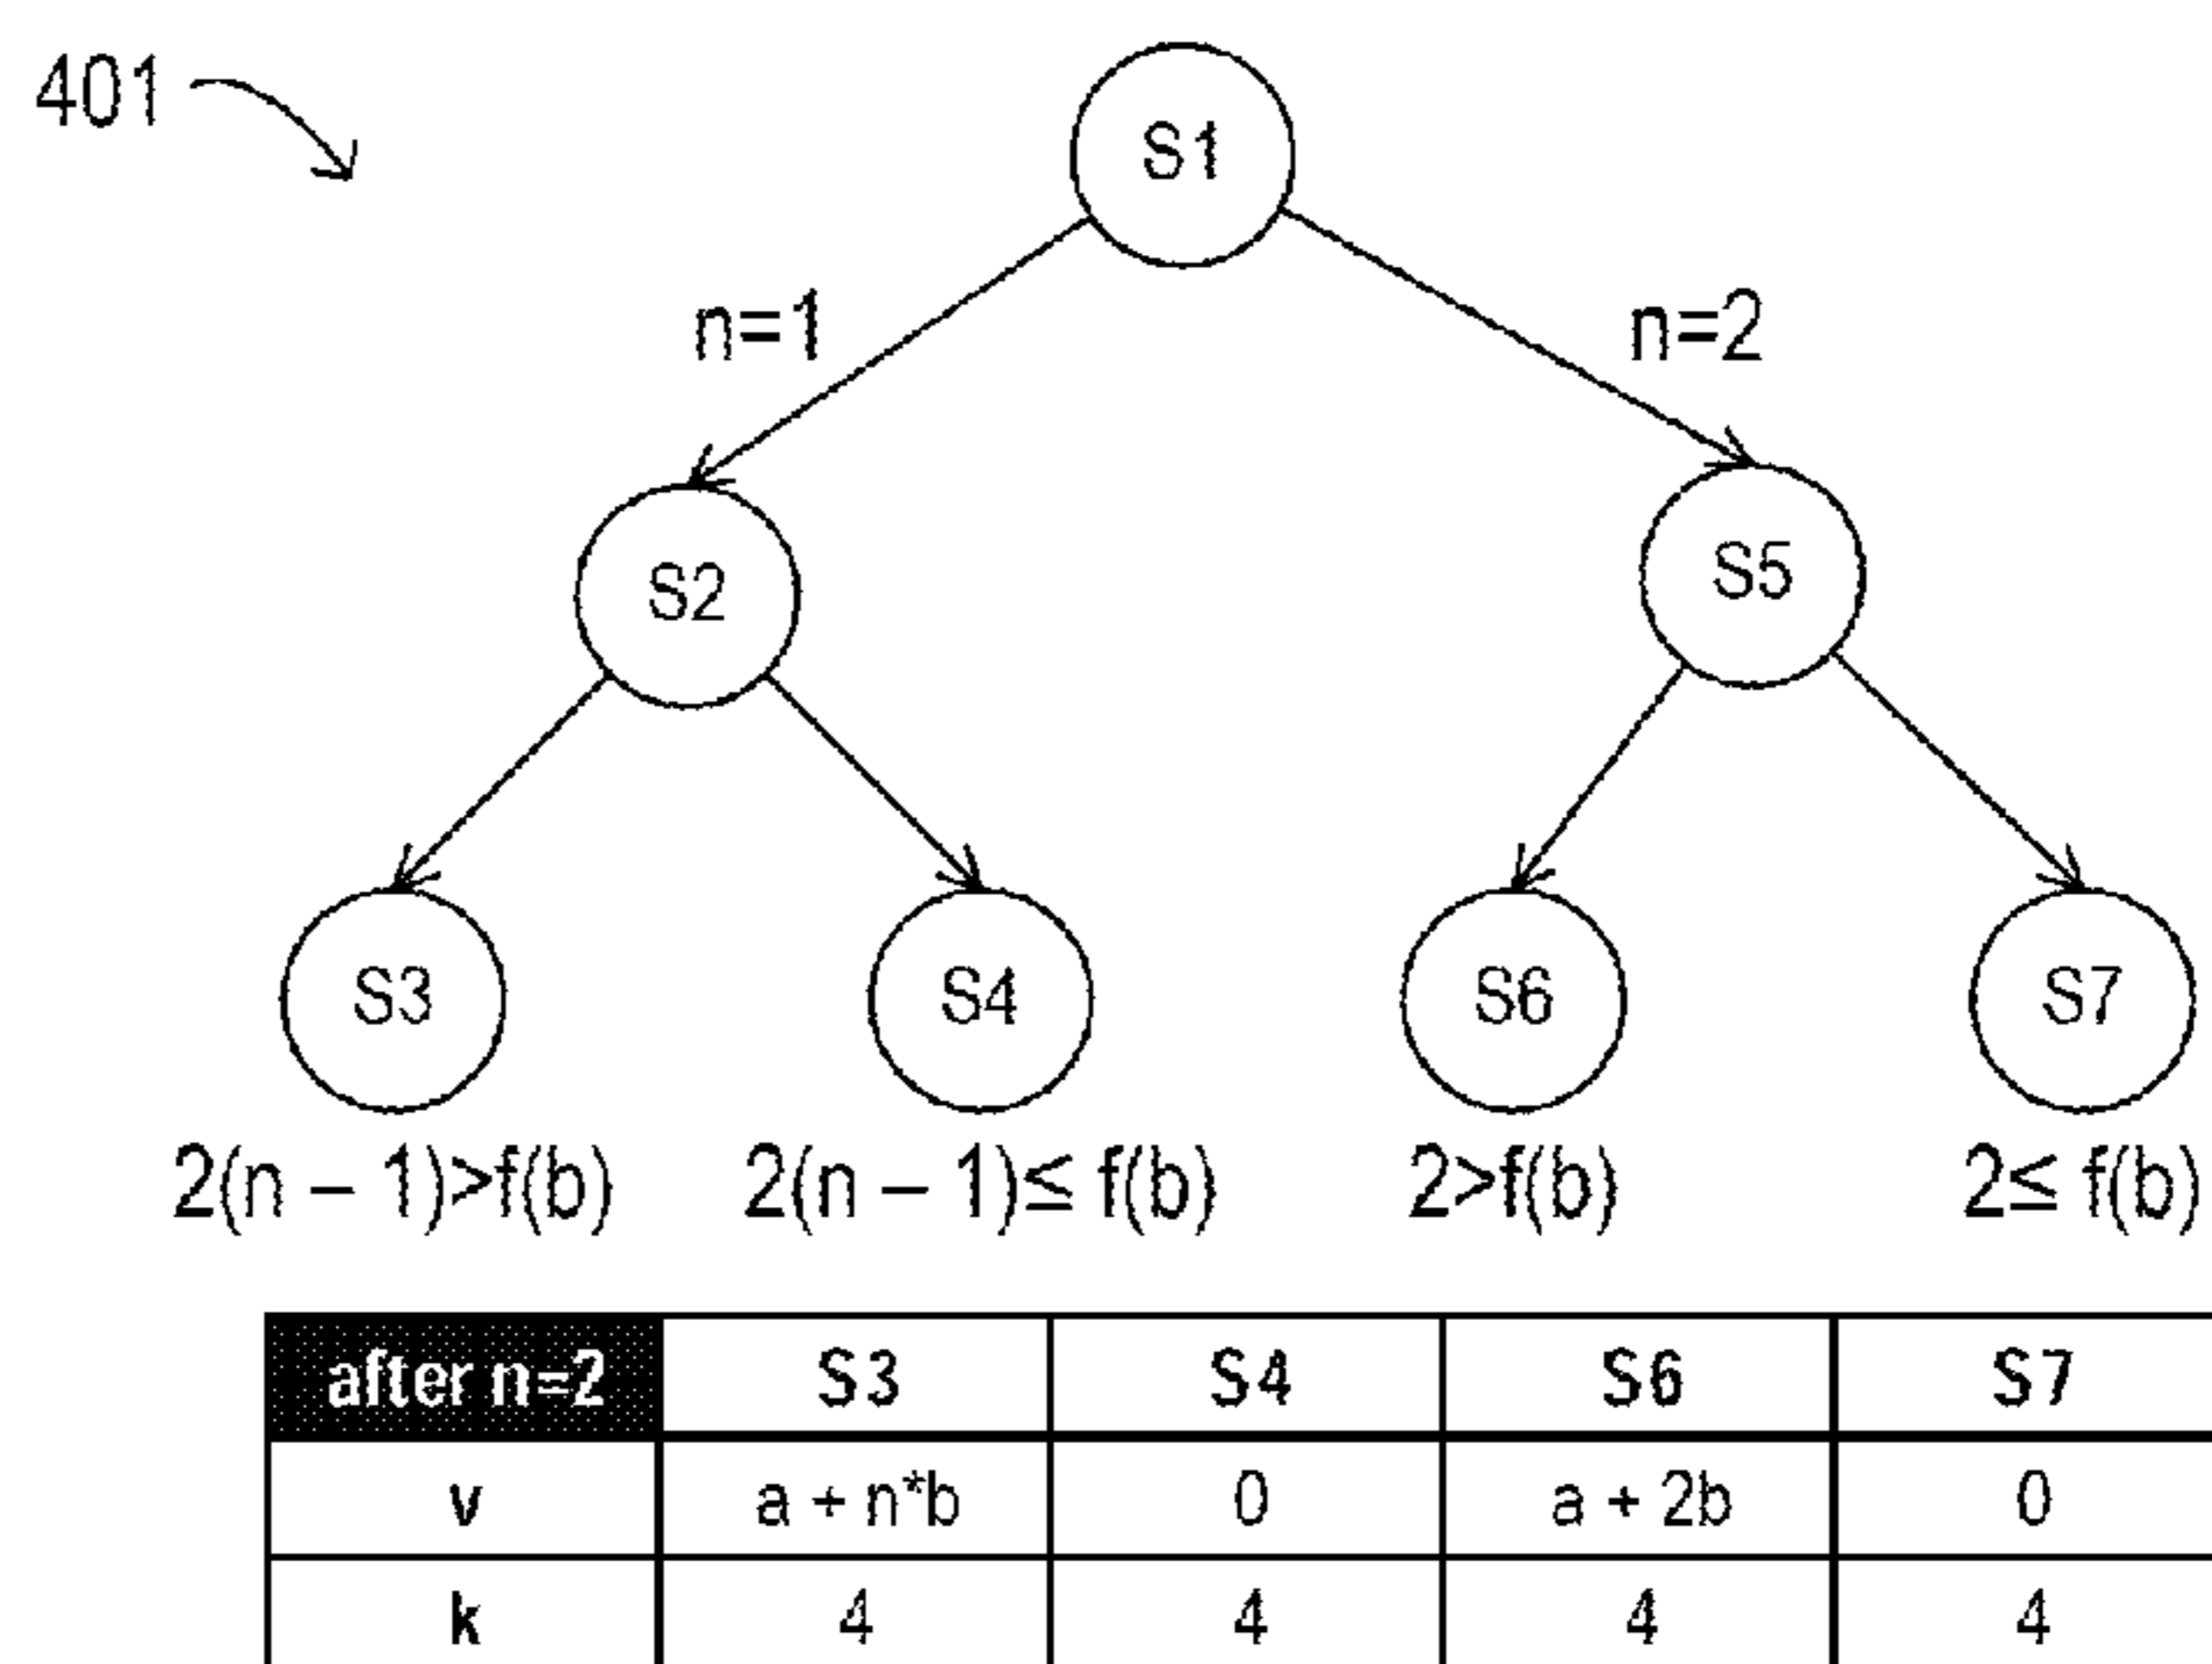 401
S1
n=1
n=2
S2
S5
S3
S4
S6
S7
2(n – 1)>f(b)
2(n – 1)≤ f(b)
2>f(b)
2≤ f(b)
after n=2 S3 S4 S6 S7
v a + n*b 0 a + 2b 0
k 4 4 4 4